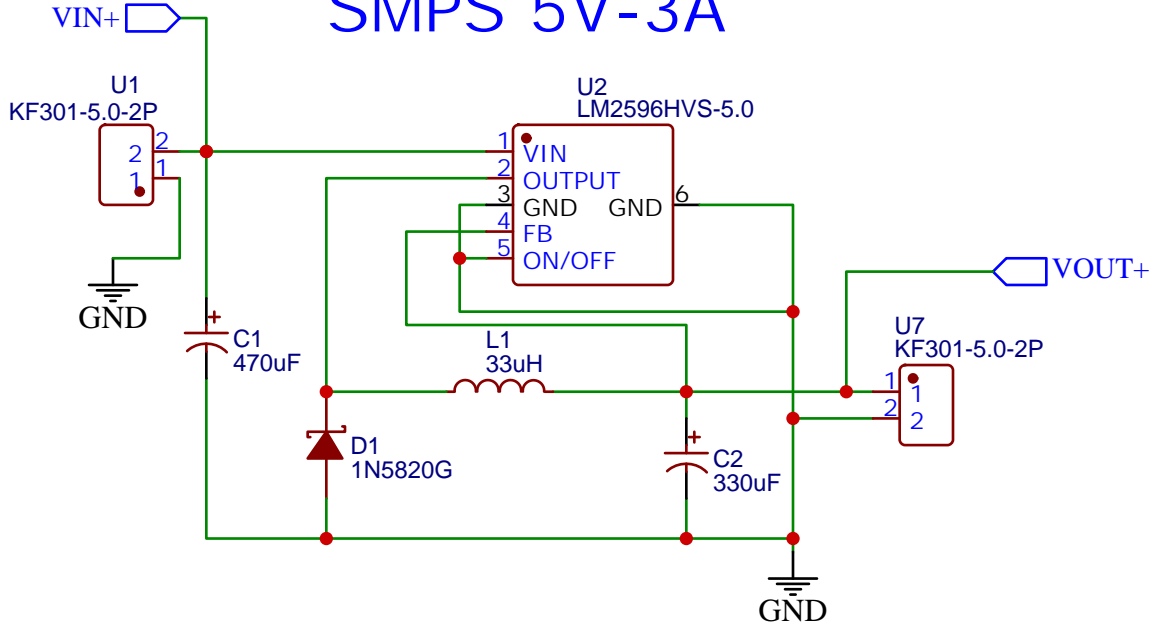 SMPS 5V-3A
VIN+
U1
KF301-5.0-2P
2 2
1 1
GND
C1
470uF
U2
LM2596HVS-5.0
1 VIN
2 OUTPUT
3 GND GND 6
4 FB
5 ON/OFF
VOUT+
L1
33uH
U7
KF301-5.0-2P
1 1
2 2
D1
1N5820G
C2
330uF
GND